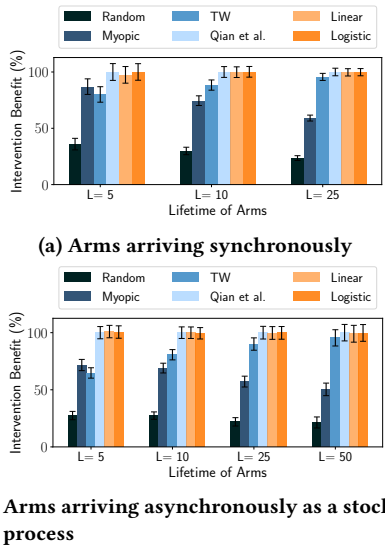 Random TW Linear
Myopic Qian et al. Logistic
Intervention Benefit (%)
100
50
0
L= 5 L= 10 L= 25
Lifetime of Arms
(a) Arms arriving synchronously
Random TW Linear
Myopic Qian et al. Logistic
Intervention Benefit (%)
100
50
0
L= 5 L= 10 L= 25 L= 50
Lifetime of Arms
Arms arriving asynchronously as a stoc
process